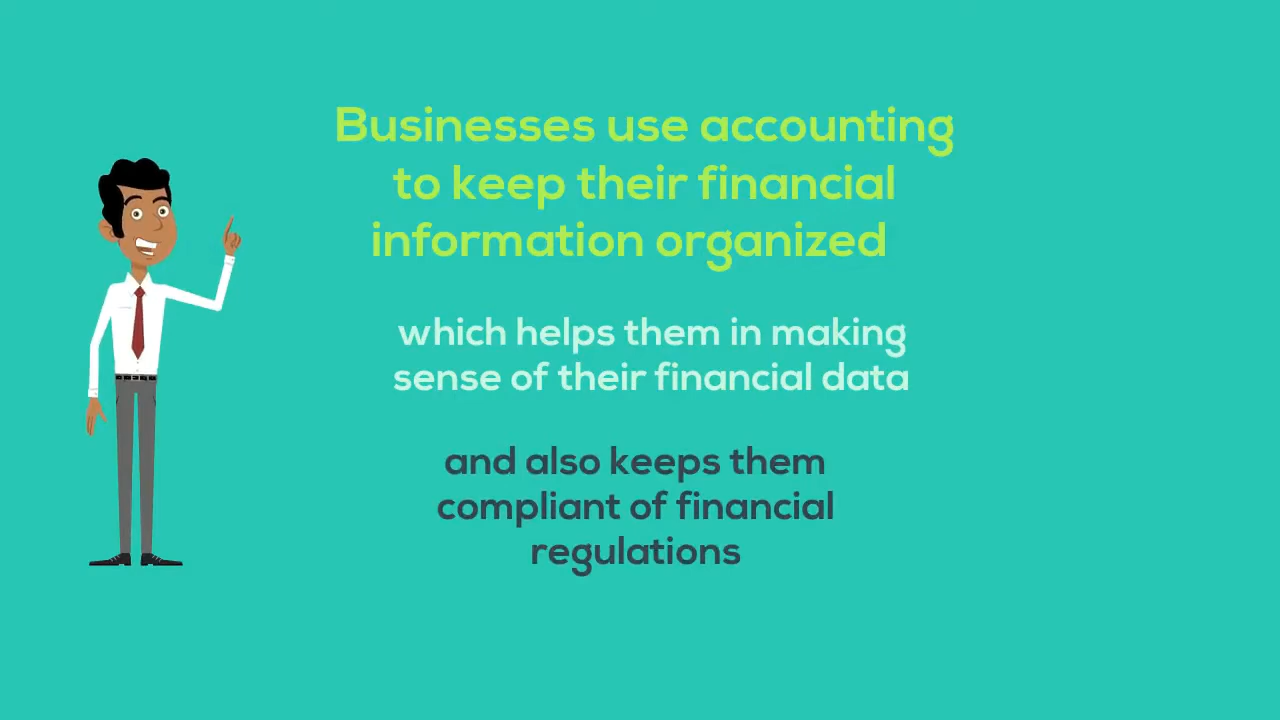 Businesses use accounting
to keep their financial
information organized
which helps them in making
sense of their financial data
and also keeps them
compliant of financial
regulations